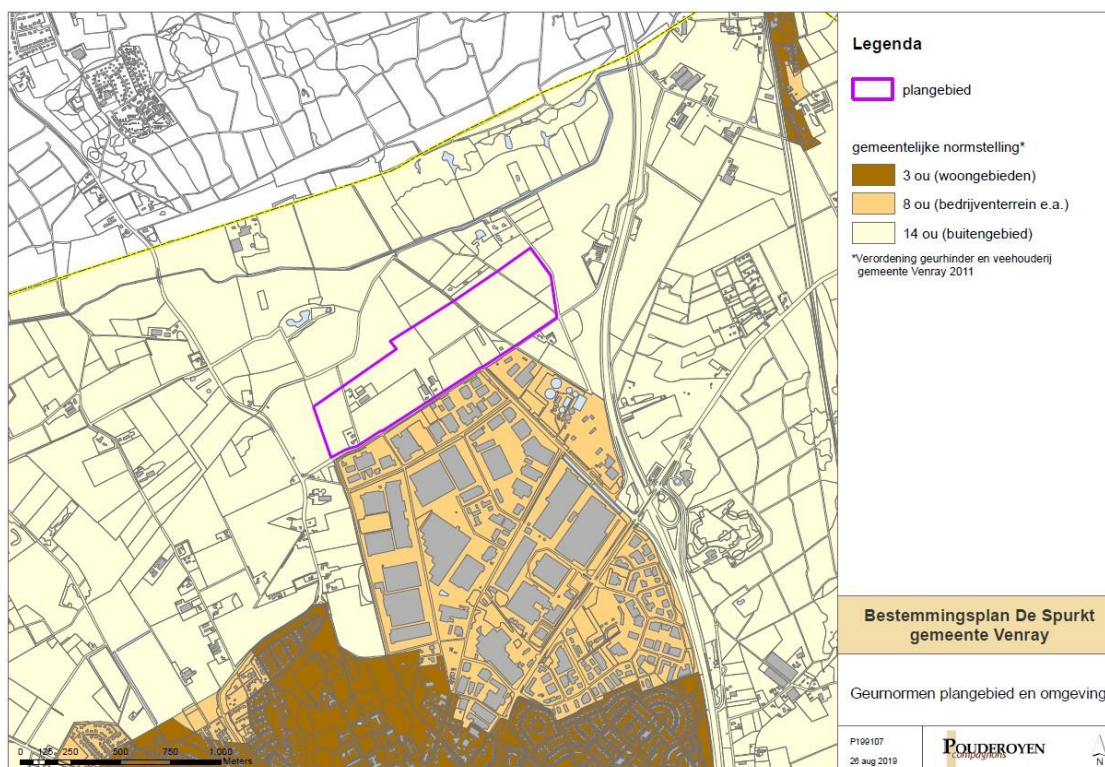 Legenda
plangebied
gemeentelijke normstelling*
3 ou (woongebieden)
8 ou (bedrijventerrein e.a.)
14 ou (buitengebied)
*Verordening geurhinder en veehouderij
gemeente Venray 2011
Bestemmingsplan De Spurkt
gemeente Venray
Geurnormen plangebied en omgeving
P199107
26 aug 2019
POUDEROYEN
compagnons
N
0 125 250 500 750 1.000
Meters